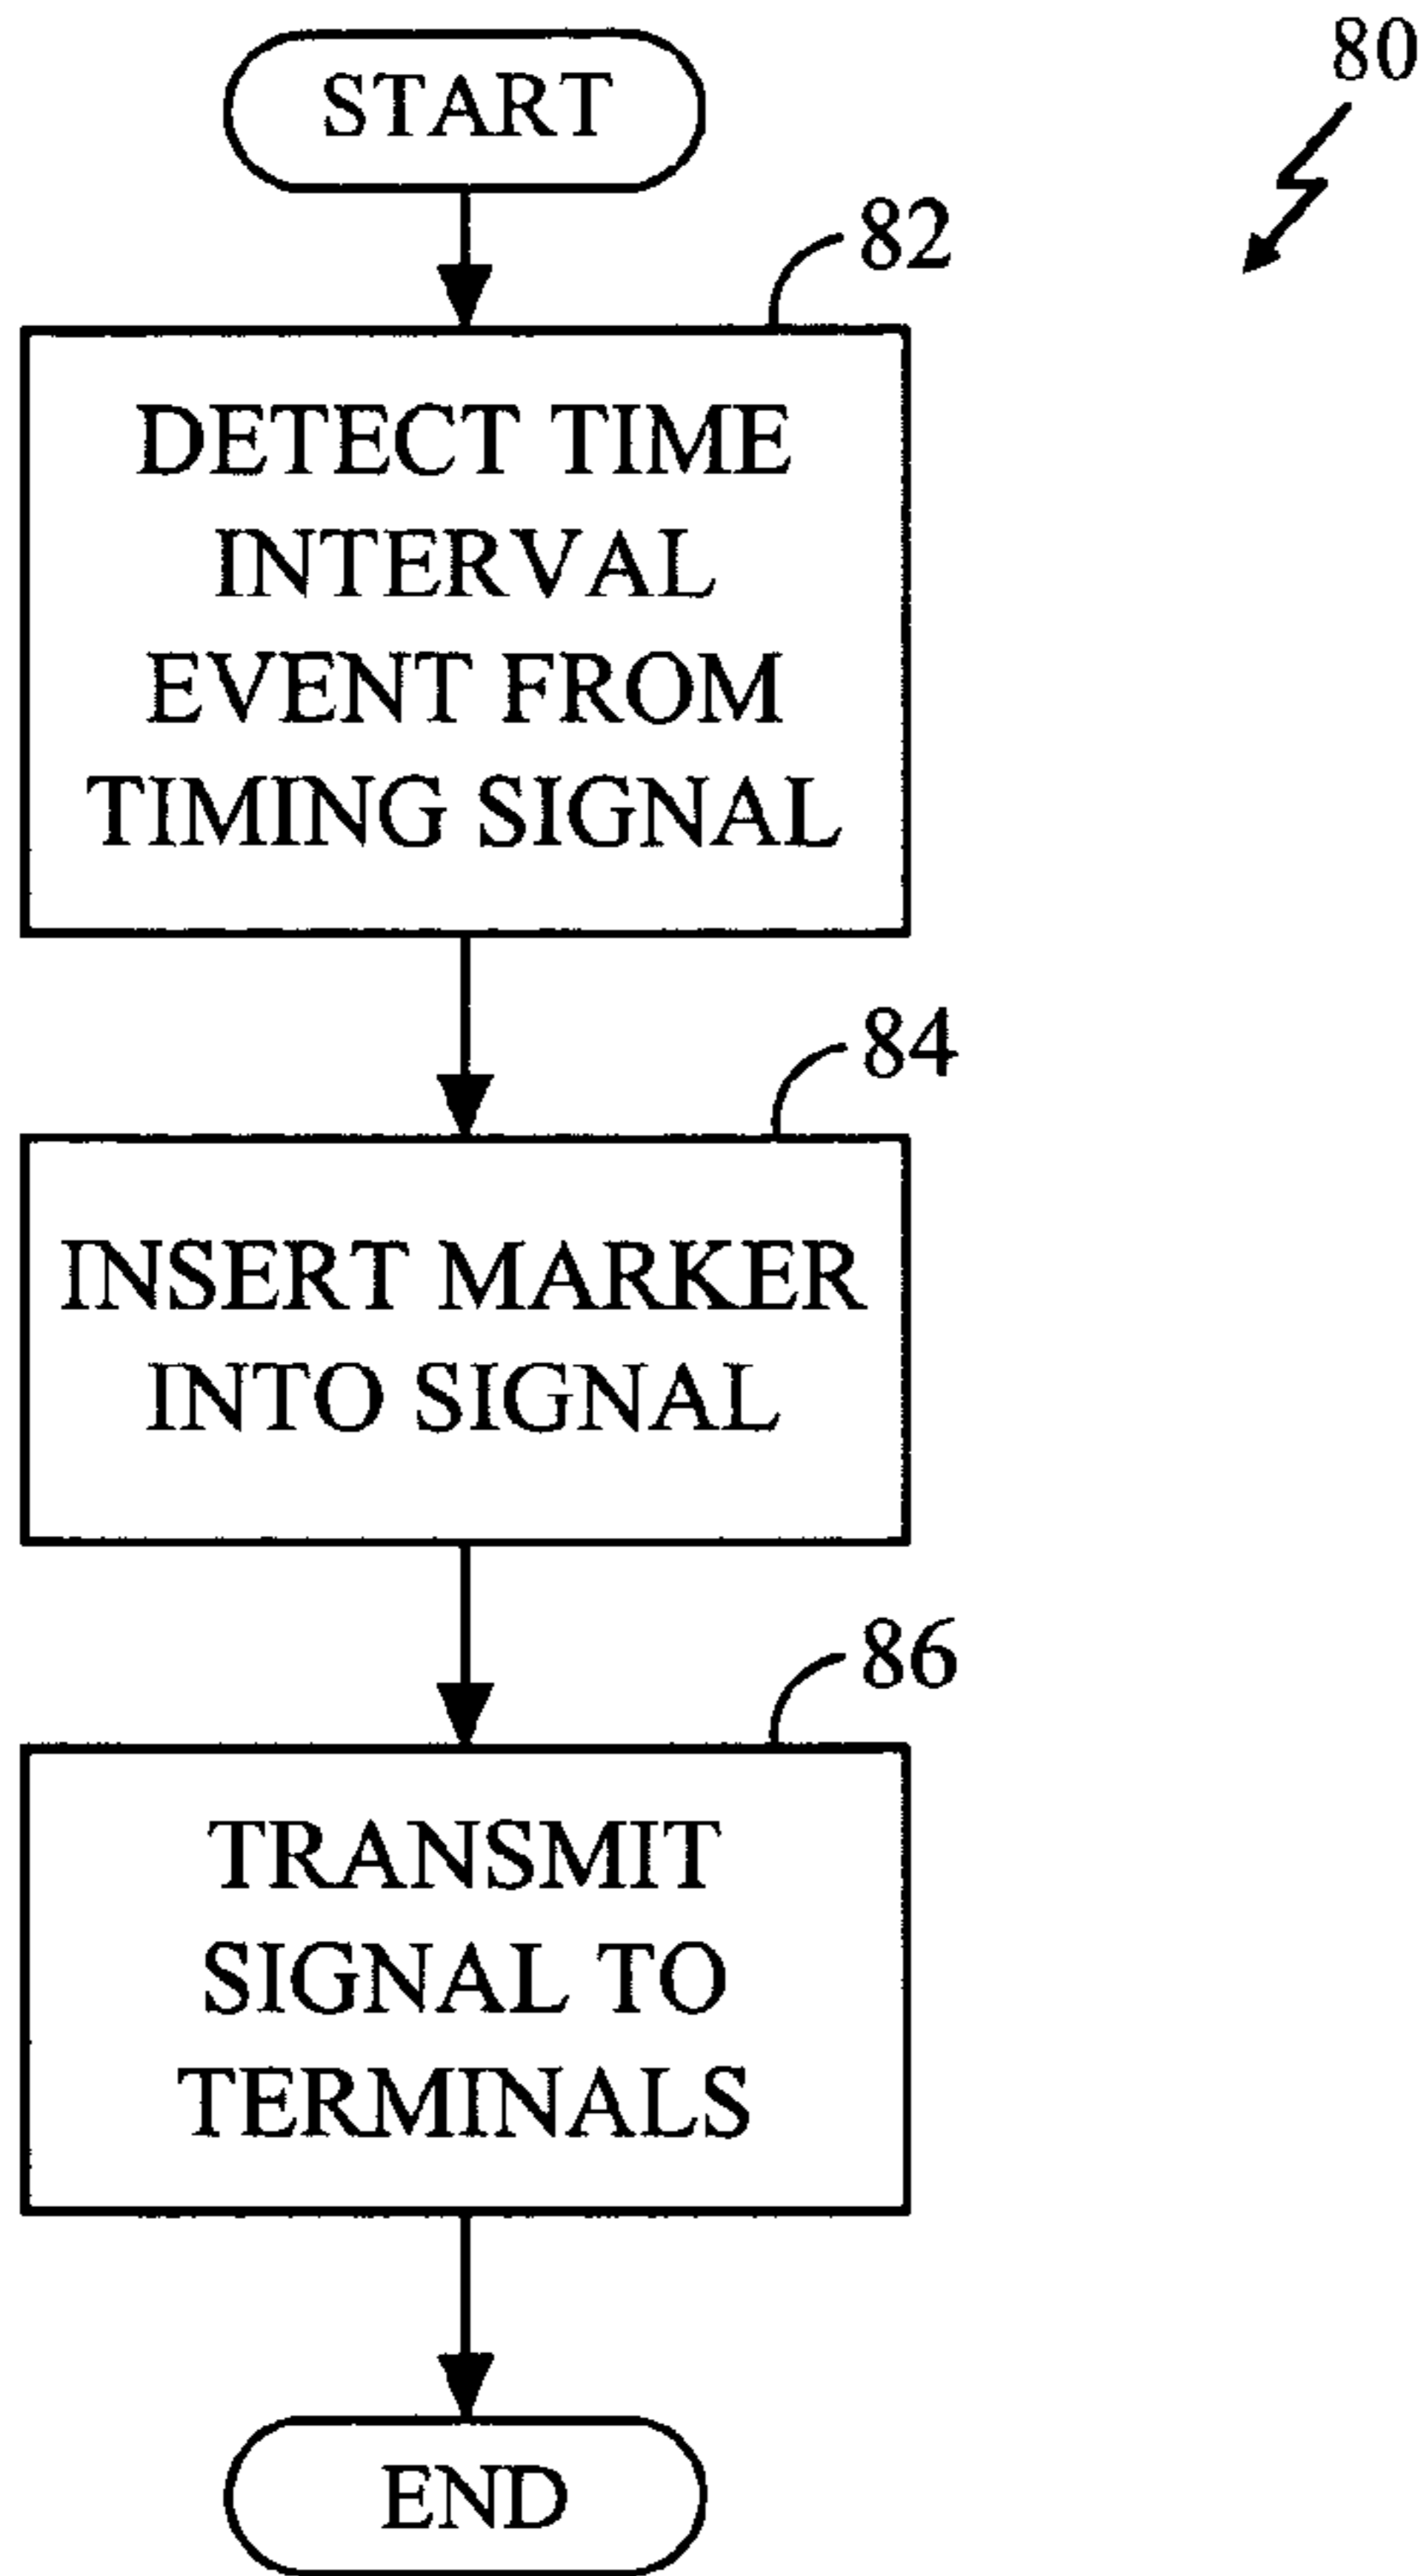 80
START
82
DETECT TIME
INTERVAL
EVENT FROM
TIMING SIGNAL
84
INSERT MARKER
INTO SIGNAL
86
TRANSMIT
SIGNAL TO
TERMINALS
END